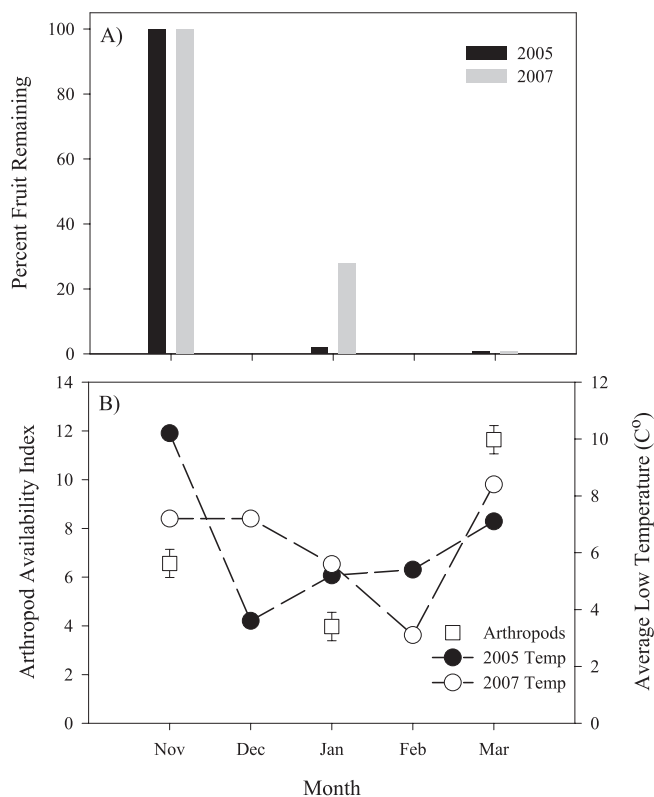 A)
2005
2007
Percent Fruit Remaining
100
80
60
40
20
0
B)
Arthropod Availability Index
14
12
10
8
6
4
2
0
Average Low Temperature (C°)
12
10
8
6
4
2
0
Arthropods
2005 Temp
2007 Temp
Nov Dec Jan Feb Mar
Month